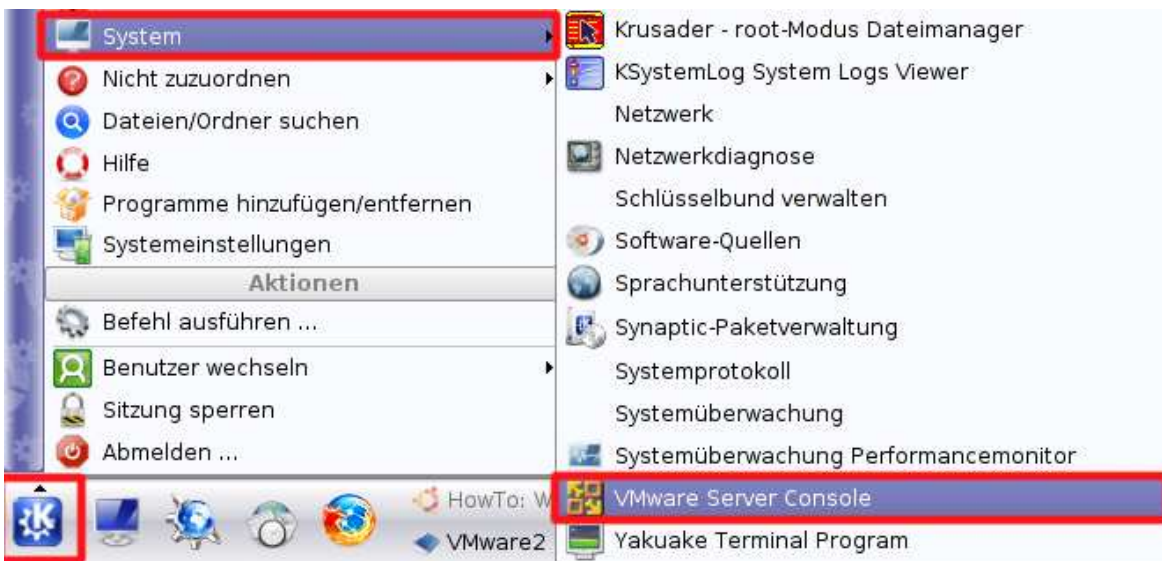 System
Nicht zuzuordnen
Dateien/Ordner suchen
Hilfe
Programme hinzufügen/entfernen
Systemeinstellungen
Aktionen
Befehl ausführen ...
Benutzer wechseln
Sitzung sperren
Abmelden ...
Krusader - root-Modus Dateimanager
KSystemLog System Logs Viewer
Netzwerk
Netzwerkdiagnose
Schlüsselbund verwalten
Software-Quellen
Sprachunterstützung
Synaptic-Paketverwaltung
Systemprotokoll
Systemüberwachung
Systemüberwachung Performancemonitor
VMware Server Console
Yakuake Terminal Program
HowTo: W
VMware2